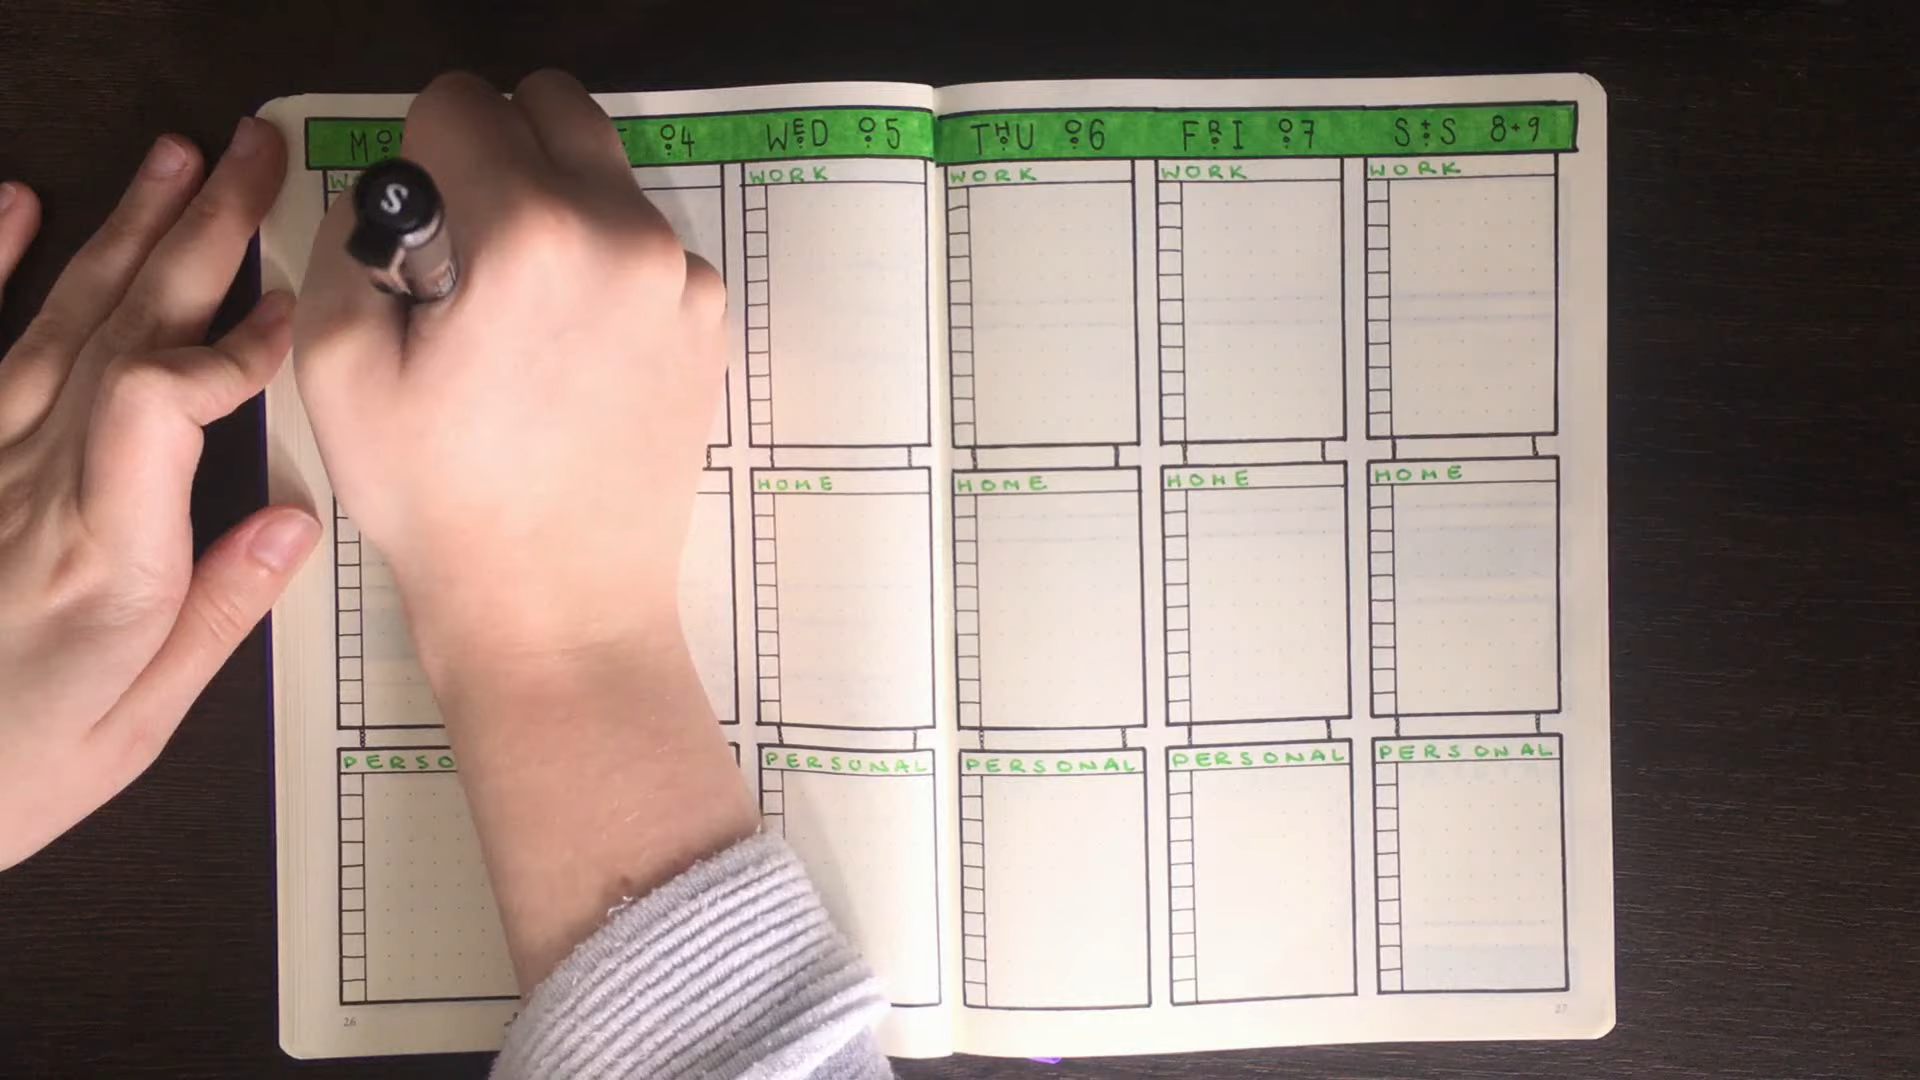 04 WED 05 THU 06 FRI 07 S+S 8+9
WORK WORK WORK WORK
HOME HOME HOME HOME
PERSONAL PERSONAL PERSONAL PERSONAL
26 27
S